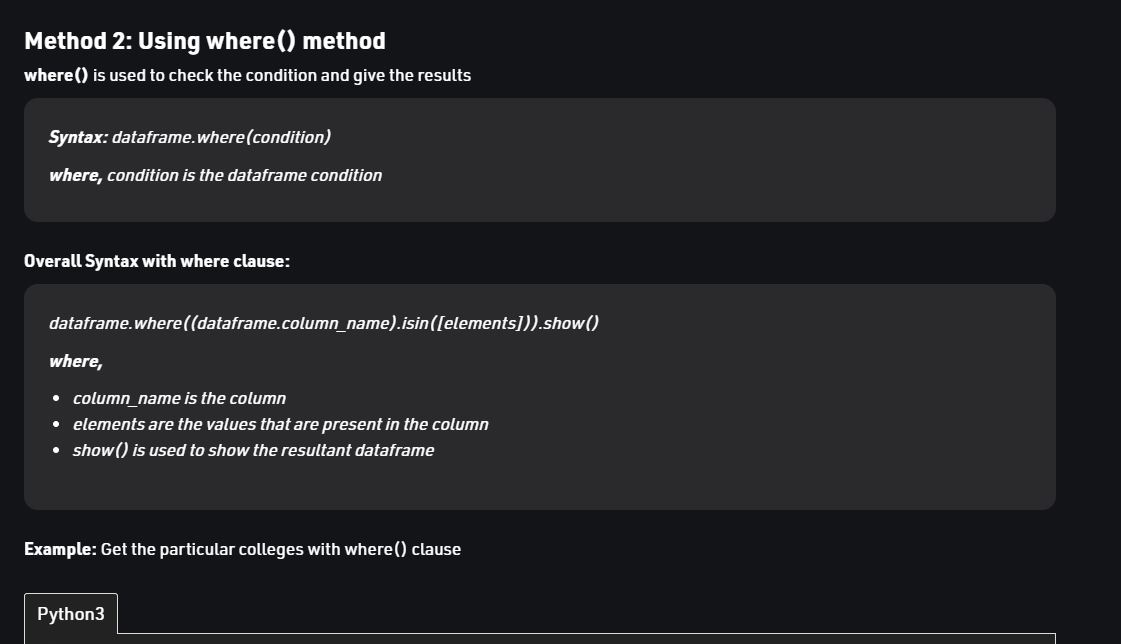 Method 2: Using where() method
where() is used to check the condition and give the results
Syntax: dataframe.where(condition)
where, condition is the dataframe condition
Overall Syntax with where clause:
dataframe.where((dataframe.column_name).isin([elements])).show()
where,
• column_name is the column
• elements are the values that are present in the column
• show() is used to show the resultant dataframe
Example: Get the particular colleges with where() clause
Python3